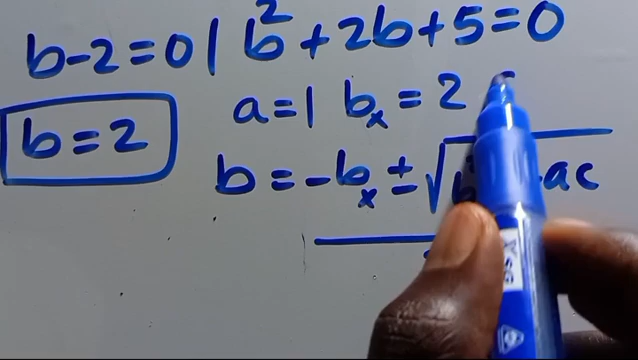 b-2=0 | b²+2b+5=0
a=1 bₓ=2
b=2
b=-bₓ±√b ac